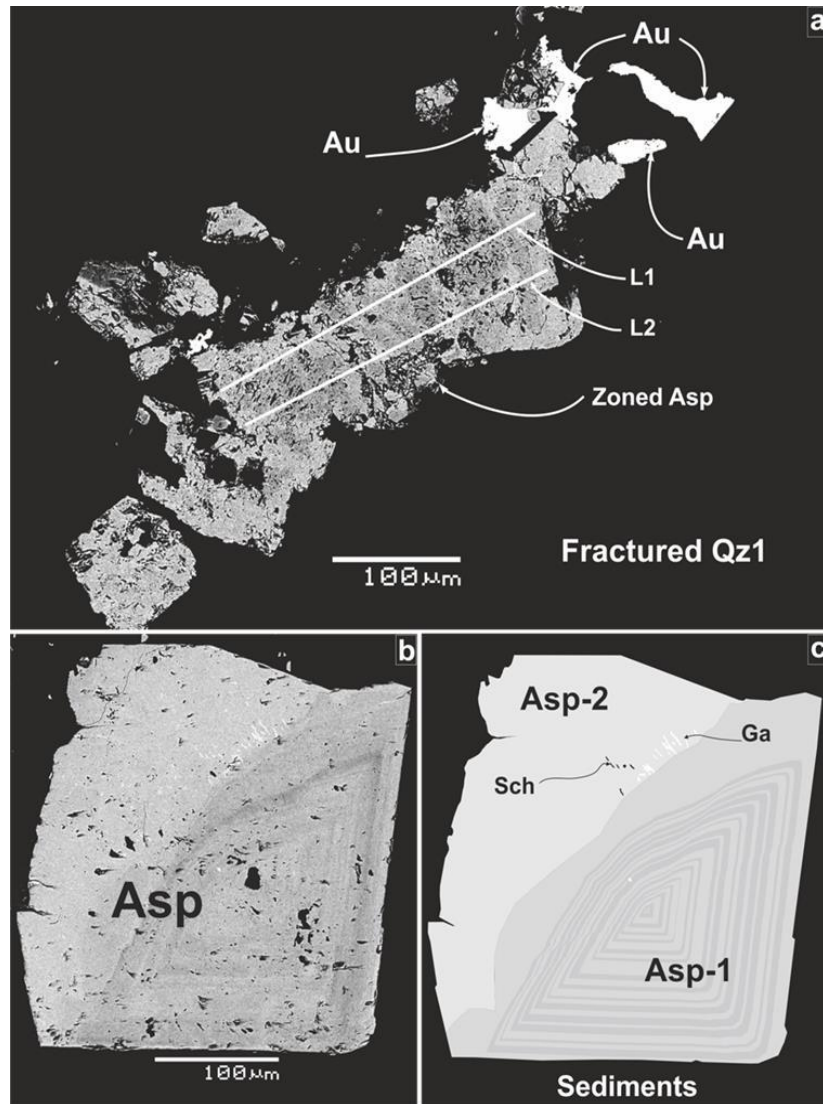 a
Au
Au
Au
L1
L2
Zoned Asp
100µm
Fractured Qz1
b
Asp
100µm
c
Asp-2
Ga
Sch
Asp-1
Sediments